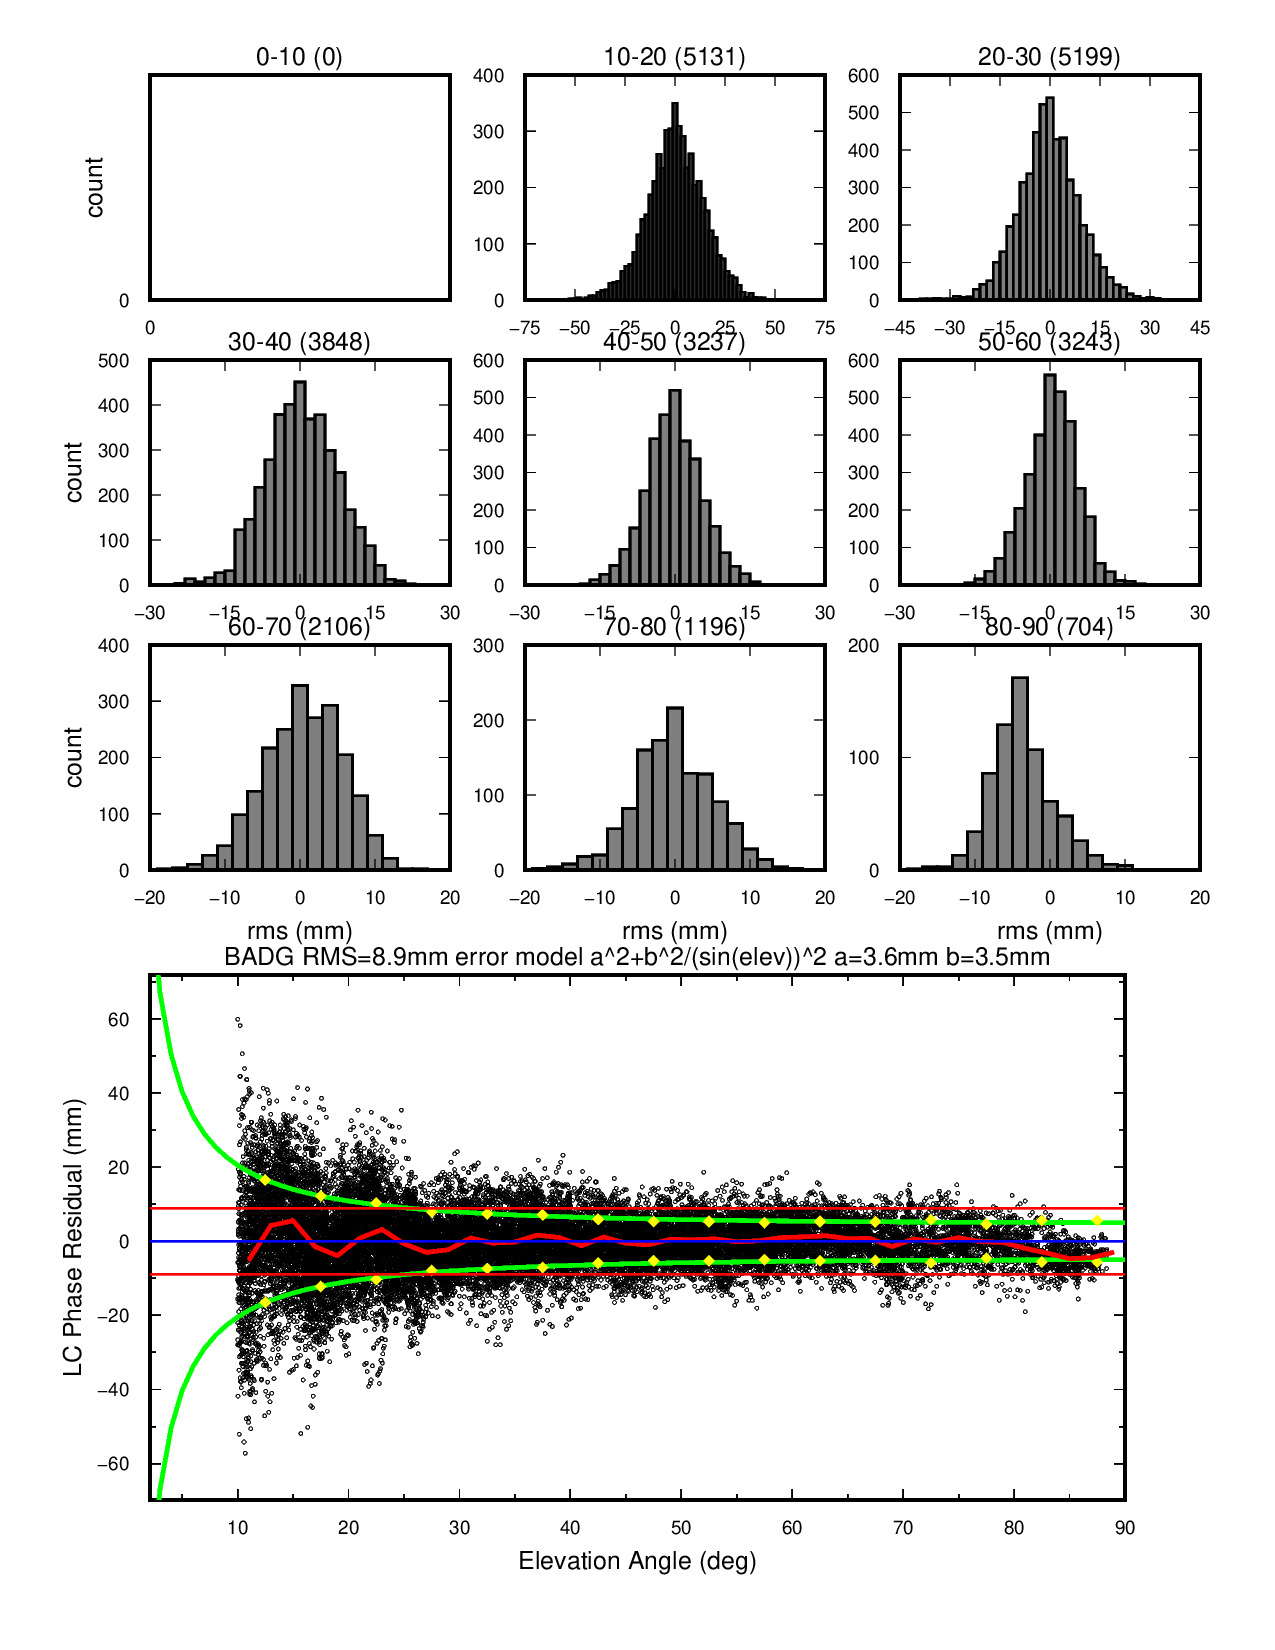 0-10 (0) 10-20 (5131) 20-30 (5199)
count
0
0
0 100 200 300 400
−75 −50 −25 0 25 50 75
0 100 200 300 400 500 600
−45 −30 −15 0 15 30 45
30-40 (3848) 40-50 (3237) 50-60 (3243)
count
0 100 200 300 400 500
−30 −15 0 15 30
0 100 200 300 400 500 600
−30 −15 0 15 30
0 100 200 300 400 500 600
−30 −15 0 15 30
60-70 (2106) 70-80 (1196) 80-90 (704)
count
0 100 200 300 400
−20 −10 0 10 20
0 100 200 300
−20 −10 0 10 20
0 100 200
−20 −10 0 10 20
rms (mm) rms (mm) rms (mm)
BADG RMS=8.9mm error model a^2+b^2/(sin(elev))^2 a=3.6mm b=3.5mm
LC Phase Residual (mm)
60
40
20
0
−20
−40
−60
10 20 30 40 50 60 70 80 90
Elevation Angle (deg)